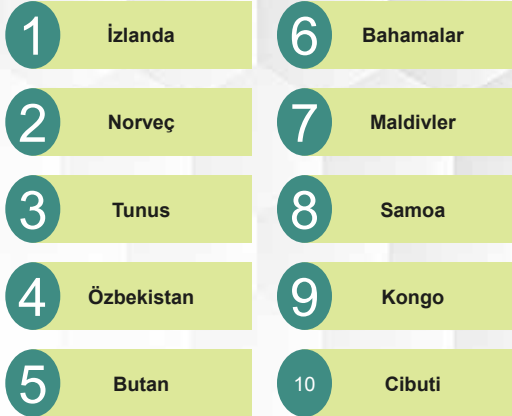 1 İzlanda
2 Norveç
3 Tunus
4 Özbekistan
5 Butan
6 Bahamalar
7 Maldivler
8 Samoa
9 Kongo
10 Cibuti